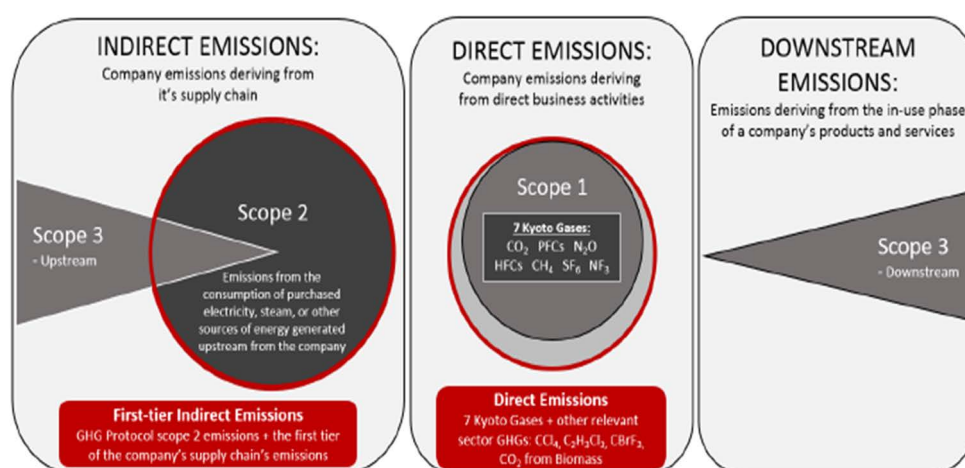 INDIRECT EMISSIONS:
Company emissions deriving from
it's supply chain
Scope 3
- Upstream
Scope 2
Emissions from the
consumption of purchased
electricity, steam, or other
sources of energy generated
upstream from the company
First-tier Indirect Emissions
GHG Protocol scope 2 emissions + the first tier
of the company's supply chain's emissions
DIRECT EMISSIONS:
Company emissions deriving
from direct business activities
Scope 1
7 Kyoto Gases:
CO₂ PFCs N₂O
HFCs CH₄ SF₆ NF₃
Direct Emissions
7 Kyoto Gases + other relevant
sector GHGs: CCl₄, C₂H₃Cl₃, CBrF₃,
CO₂ from Biomass
DOWNSTREAM
EMISSIONS:
Emissions deriving from the in-use phase
of a company's products and services
Scope 3
- Downstream